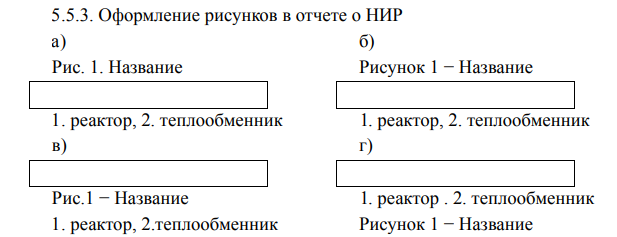 5.5.3. Оформление рисунков в отчете о НИР
а)
Рис. 1. Название
1. реактор, 2. теплообменник
б)
Рисунок 1 − Название
1. реактор, 2. теплообменник
в)
Рис.1 − Название
1. реактор, 2.теплообменник
г)
1. реактор . 2. теплообменник
Рисунок 1 − Название